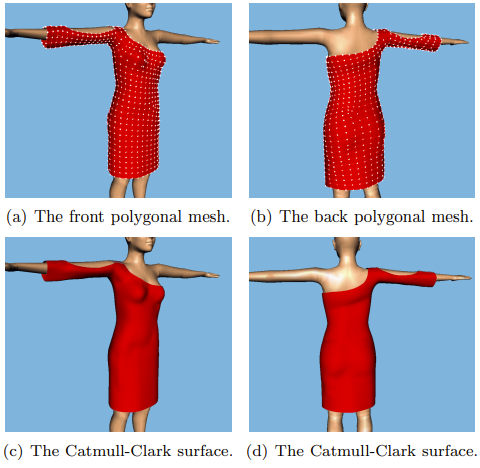 (a) The front polygonal mesh.
(b) The back polygonal mesh.
(c) The Catmull-Clark surface.
(d) The Catmull-Clark surface.